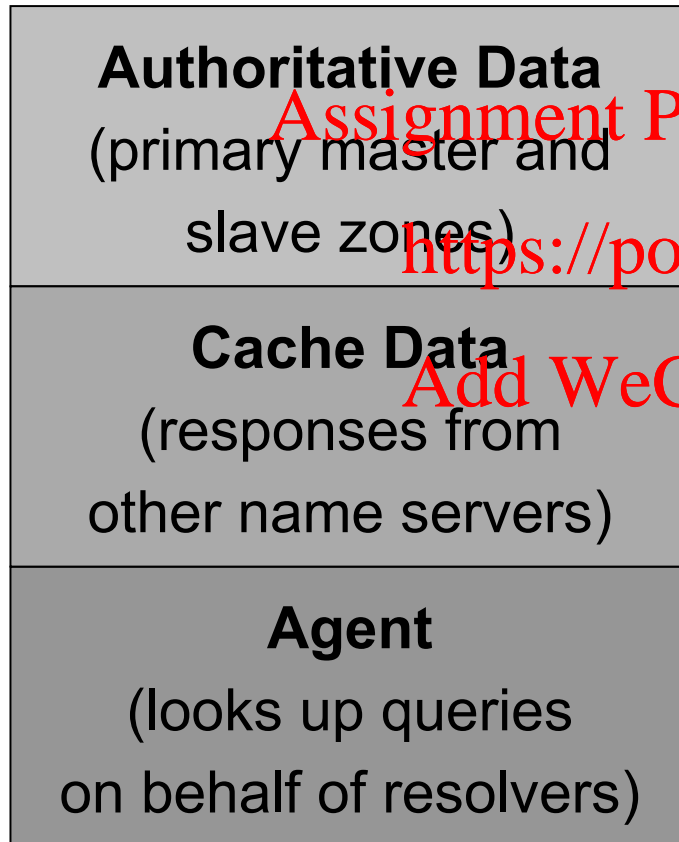 Authoritative Data
Assignment P
(primary master and
slave zones)
https://po
Cache Data
Add WeC
(responses from
other name servers)
Agent
(looks up queries
on behalf of resolvers)